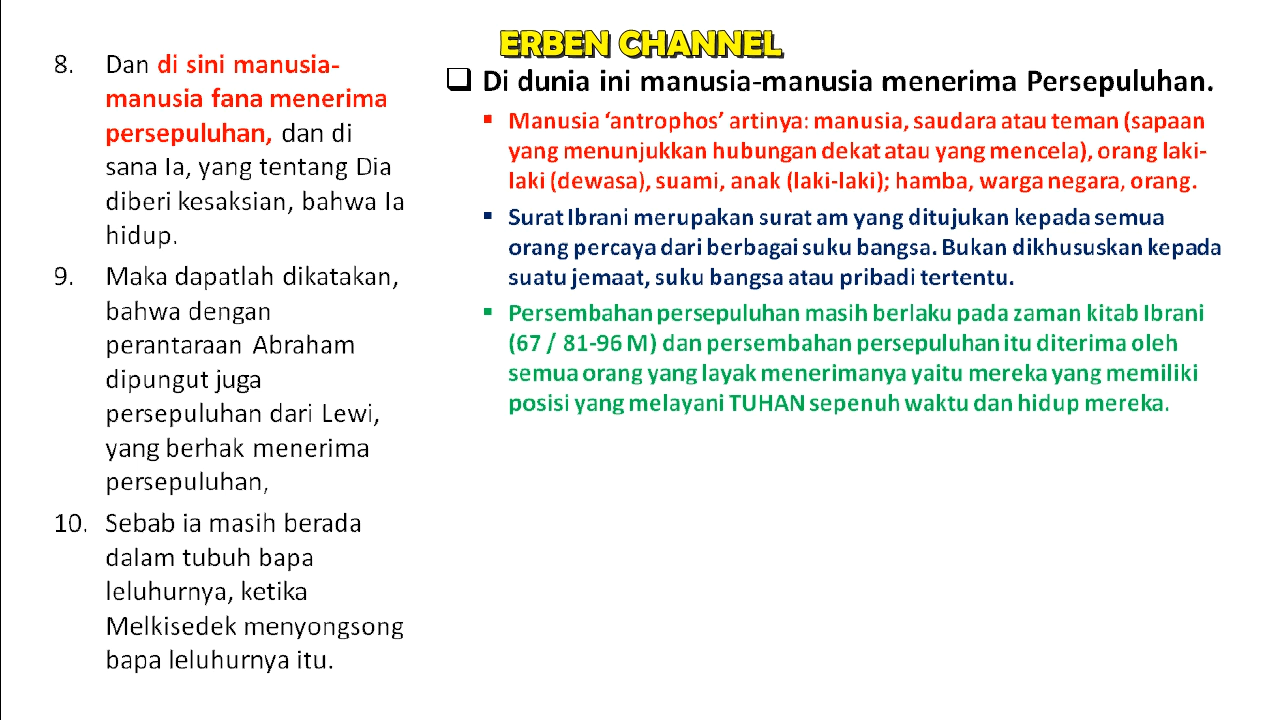 8. Dan di sini manusia-
manusia fana menerima
persepuluhan, dan di
sana Ia, yang tentang Dia
diberi kesaksian, bahwa Ia
hidup.
9. Maka dapatlah dikatakan,
bahwa dengan
perantaraan Abraham
dipungut juga
persepuluhan dari Lewi,
yang berhak menerima
persepuluhan,
10. Sebab ia masih berada
dalam tubuh bapa
leluhurnya, ketika
Melkisedek menyongsong
bapa leluhurnya itu.
ERBEN CHANNEL
❑ Di dunia ini manusia-manusia menerima Persepuluhan.
▪ Manusia ‘antrophos’ artinya: manusia, saudara atau teman (sapaan
yang menunjukkan hubungan dekat atau yang mencela), orang laki-
laki (dewasa), suami, anak (laki-laki); hamba, warga negara, orang.
▪ Surat Ibrani merupakan surat am yang ditujukan kepada semua
orang percaya dari berbagai suku bangsa. Bukan dikhususkan kepada
suatu jemaat, suku bangsa atau pribadi tertentu.
▪ Persembahan persepuluhan masih berlaku pada zaman kitab Ibrani
(67 / 81-96 M) dan persembahan persepuluhan itu diterima oleh
semua orang yang layak menerimanya yaitu mereka yang memiliki
posisi yang melayani TUHAN sepenuh waktu dan hidup mereka.